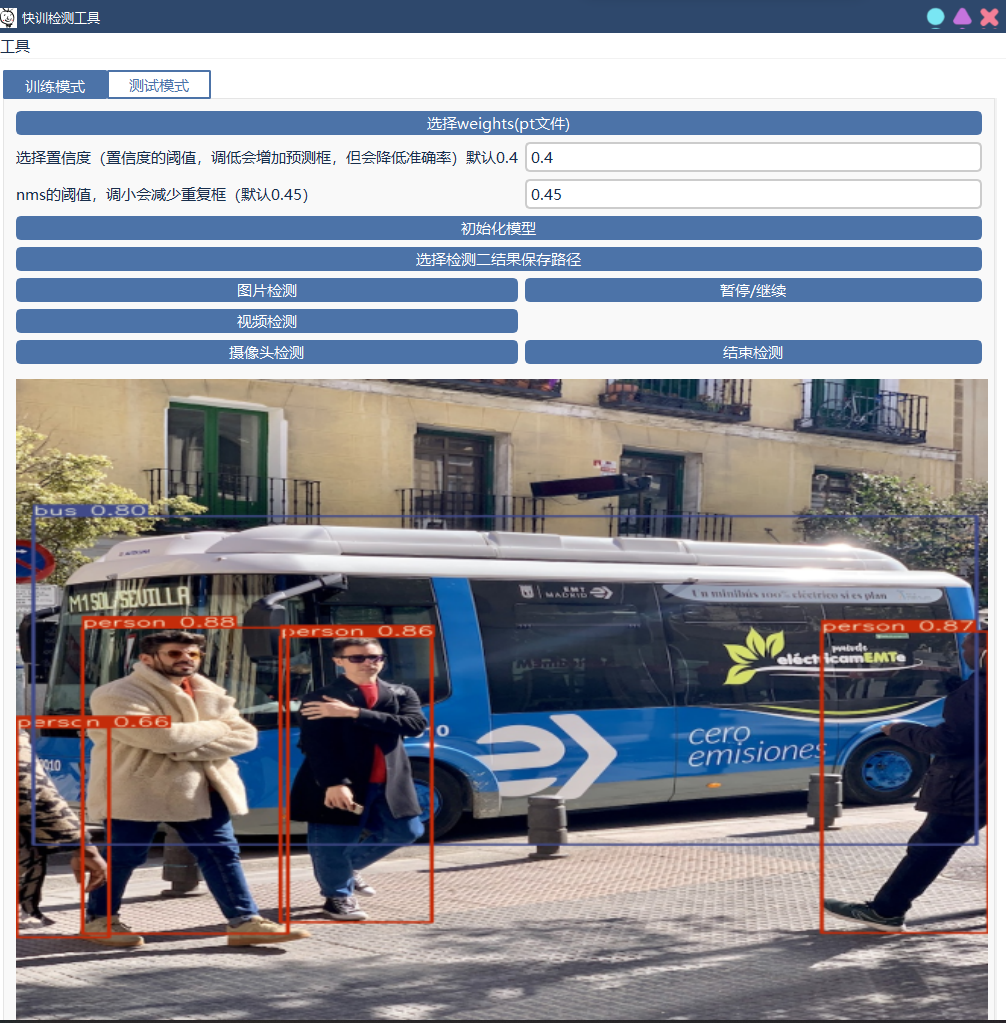 快训检测工具
工具
训练模式 测试模式
选择weights(pt文件)
选择置信度（置信度的阈值，调低会增加预测框，但会降低准确率）默认0.4 0.4
nms的阈值，调小会减少重复框（默认0.45） 0.45
初始化模型
选择检测二结果保存路径
图片检测 暂停/继续
视频检测
摄像头检测 结束检测
bus 0.80
M1 SOL/SEVILLA
EMT
MADRID
Un minibús 100% eléctrico si es plan
person 0.88
person 0.86
person 0.87
eléctricamEMTe
person 0.66
cero
emisiones
0
9010